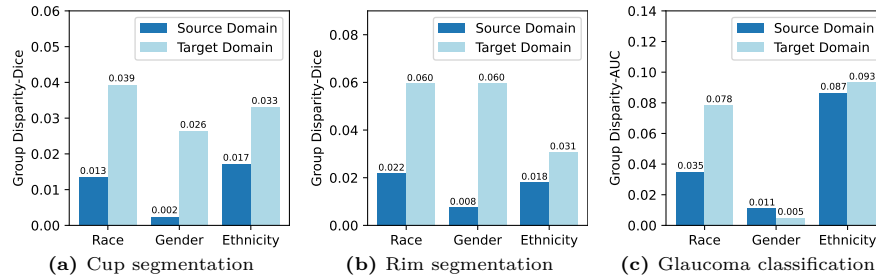 Group Disparity-Dice
0.06
0.05
0.04
0.03
0.02
0.01
0.00
Source Domain
Target Domain
0.013
0.039
0.002
0.026
0.017
0.033
Race Gender Ethnicity
(a) Cup segmentation
Group Disparity-Dice
0.08
0.06
0.04
0.02
0.00
Source Domain
Target Domain
0.022
0.060
0.008
0.060
0.018
0.031
Race Gender Ethnicity
(b) Rim segmentation
Group Disparity-AUC
0.14
0.12
0.10
0.08
0.06
0.04
0.02
0.00
Source Domain
Target Domain
0.035
0.078
0.011
0.005
0.087
0.093
Race Gender Ethnicity
(c) Glaucoma classification